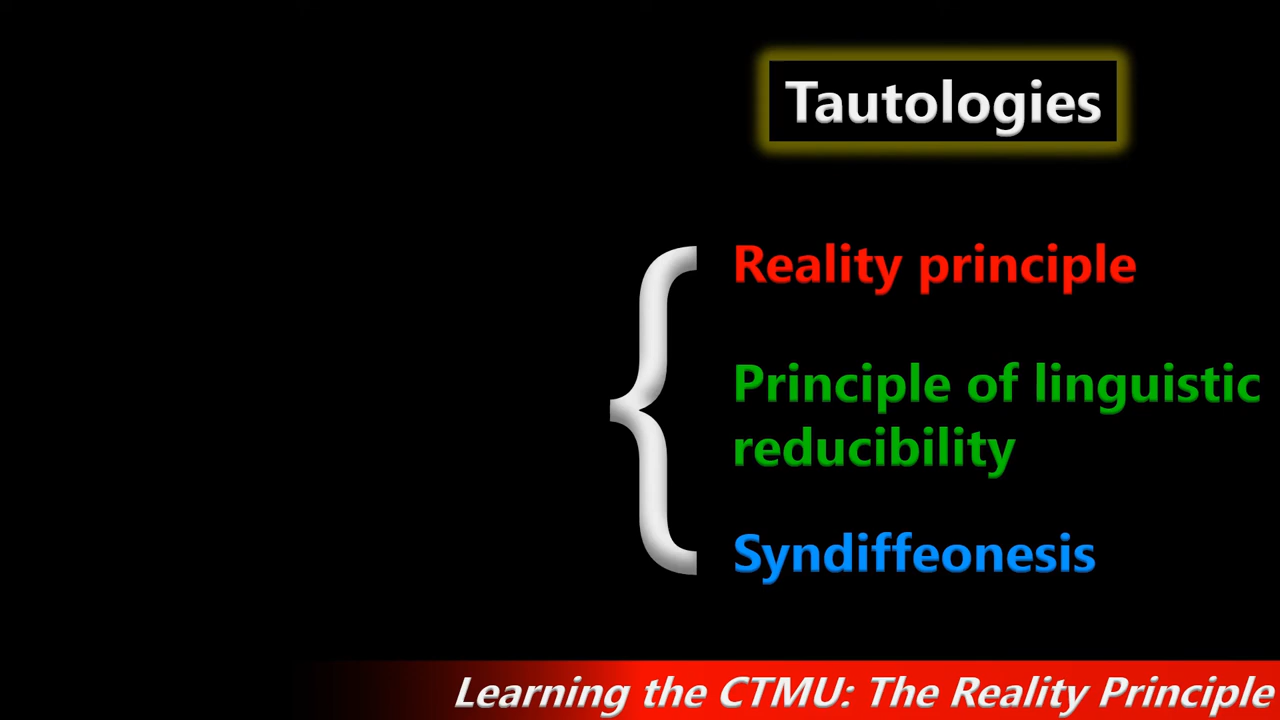 Tautologies
Reality principle
Principle of linguistic
reducibility
Syndiffeonesis
Learning the CTMU: The Reality Principle